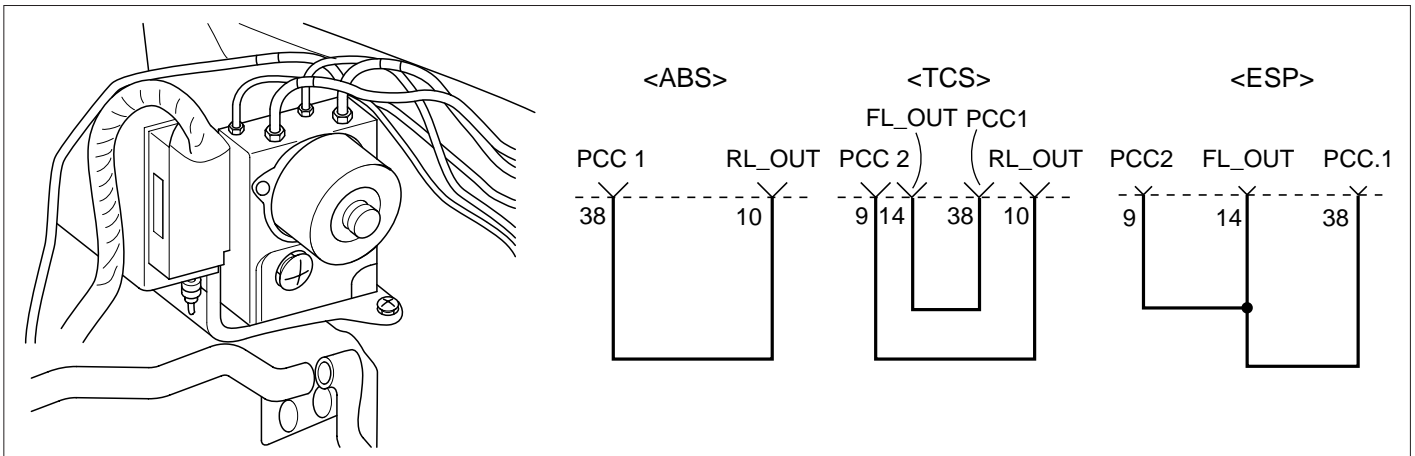 <ABS> <TCS> <ESP>
FL_OUT PCC1
PCC 1 RL_OUT PCC 2 RL_OUT PCC2 FL_OUT PCC.1
38 10 9 14 38 10 9 14 38